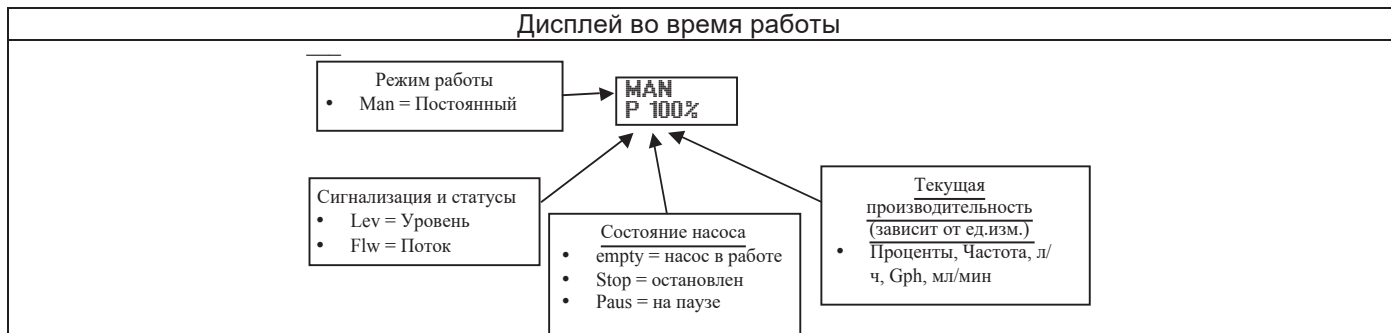 Дисплей во время работы
Режим работы
• Man = Постоянный
MAN
P 100%
Сигнализация и статусы
• Lev = Уровень
• Flw = Поток
Состояние насоса
• empty = насос в работе
• Stop = остановлен
• Paus = на паузе
Текущая
производительность
(зависит от ед.изм.)
• Проценты, Частота, л/
ч, Gph, мл/мин